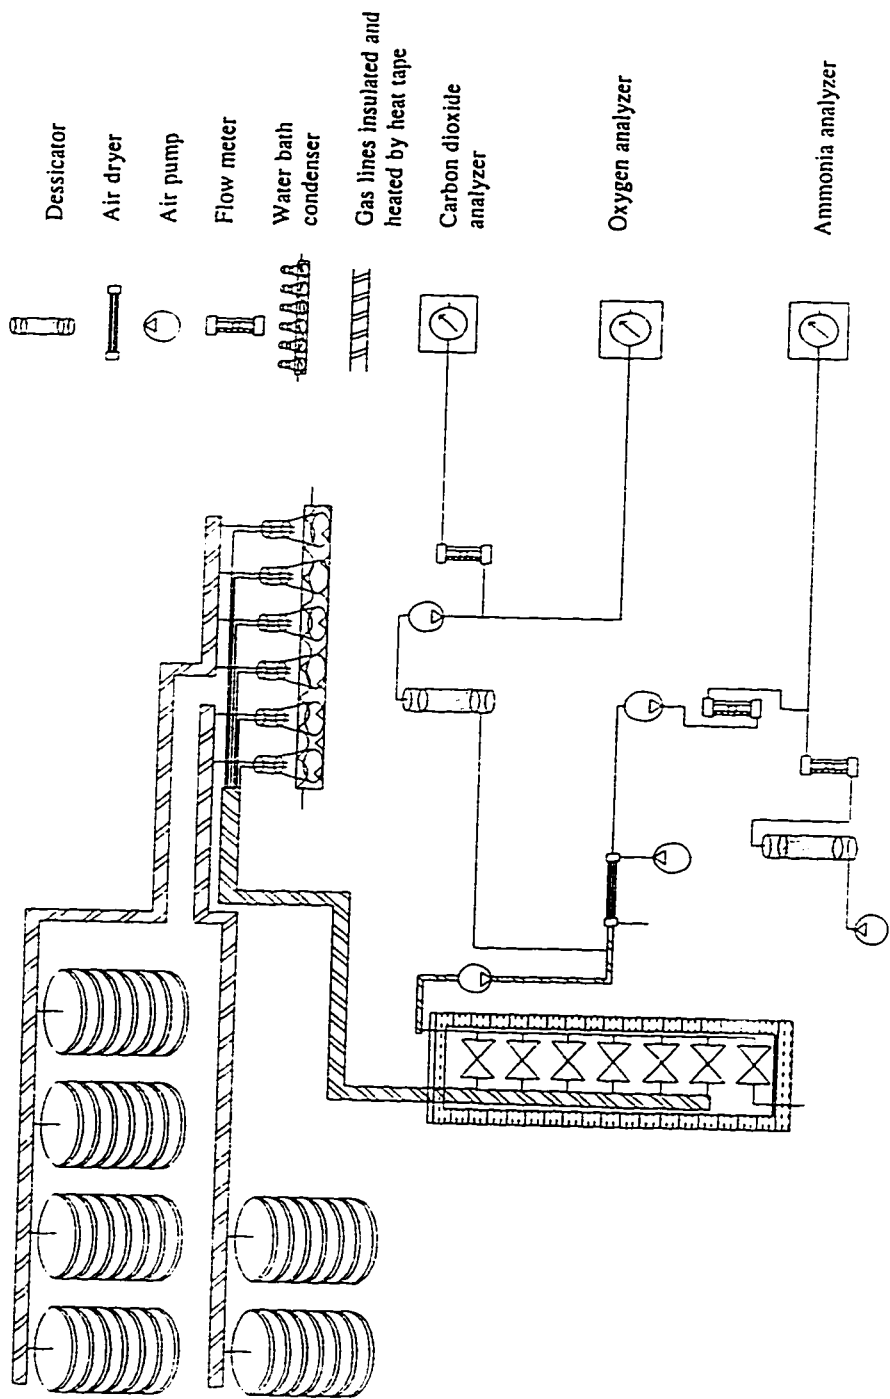 Dessicator
Air dryer
Air pump
Flow meter
Water bath
condenser
Gas lines insulated and
heated by heat tape
Carbon dioxide
analyzer
Oxygen analyzer
Ammonia analyzer